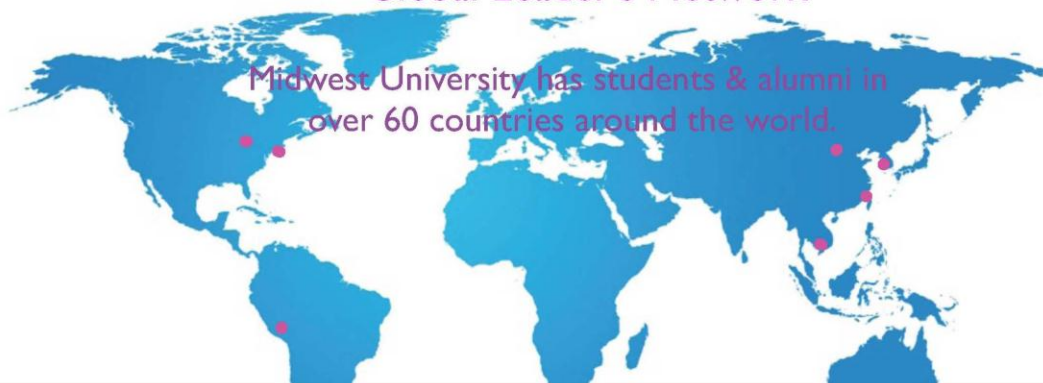 Midwest University has students & alumni in
over 60 countries around the world.